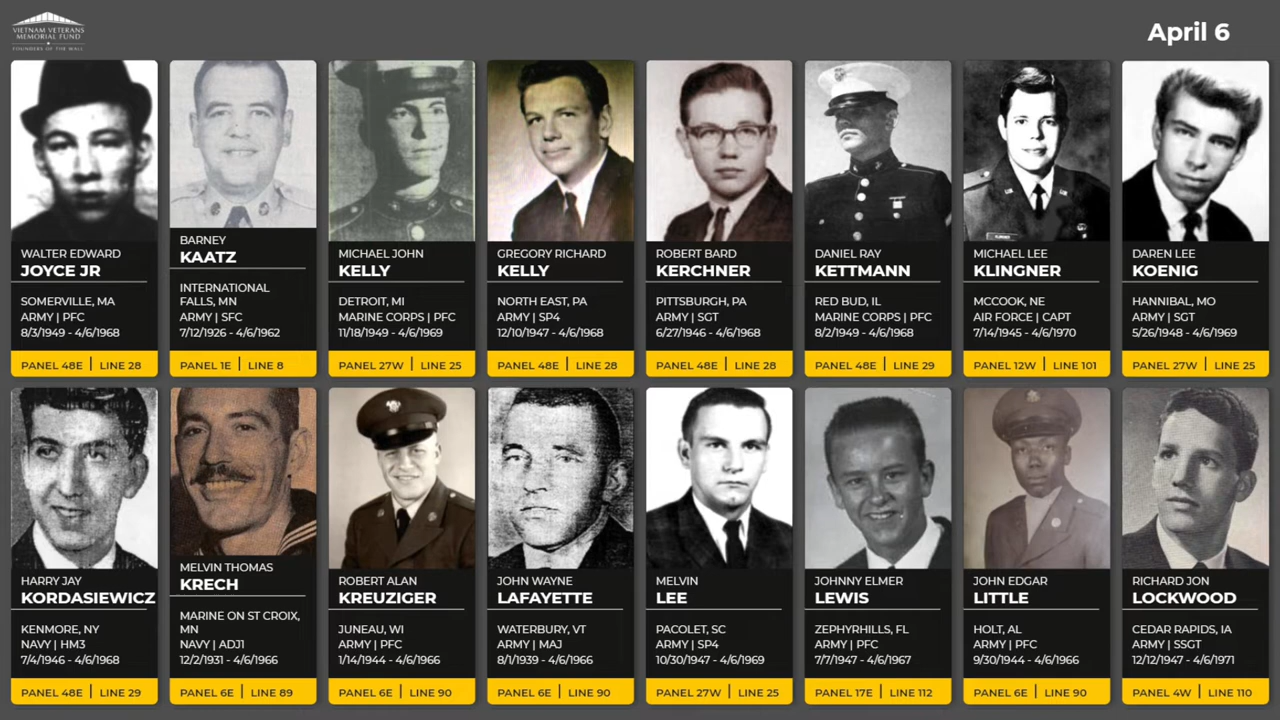 VIETNAM VETERANS
MEMORIAL FUND
FOUNDERS OF THE WALL
April 6
WALTER EDWARD
JOYCE JR
SOMERVILLE, MA
ARMY | PFC
8/3/1949 - 4/6/1968
PANEL 48E | LINE 28
BARNEY
KAATZ
INTERNATIONAL
FALLS, MN
ARMY | SFC
7/12/1926 - 4/6/1962
PANEL 1E | LINE 8
MICHAEL JOHN
KELLY
DETROIT, MI
MARINE CORPS | PFC
11/18/1949 - 4/6/1969
PANEL 27W | LINE 25
GREGORY RICHARD
KELLY
NORTH EAST, PA
ARMY | SP4
12/10/1947 - 4/6/1968
PANEL 48E | LINE 28
ROBERT BARD
KERCHNER
PITTSBURGH, PA
ARMY | SGT
6/27/1946 - 4/6/1968
PANEL 48E | LINE 28
DANIEL RAY
KETTMANN
RED BUD, IL
MARINE CORPS | PFC
8/2/1949 - 4/6/1968
PANEL 48E | LINE 29
MICHAEL LEE
KLINGNER
MCCOOK, NE
AIR FORCE | CAPT
7/14/1945 - 4/6/1970
PANEL 12W | LINE 101
DAREN LEE
KOENIG
HANNIBAL, MO
ARMY | SGT
5/26/1948 - 4/6/1969
PANEL 27W | LINE 25
HARRY JAY
KORDASIEWICZ
KENMORE, NY
NAVY | HM3
7/4/1946 - 4/6/1968
PANEL 48E | LINE 29
MELVIN THOMAS
KRECH
MARINE ON ST CROIX,
MN
NAVY | ADJ1
12/2/1931 - 4/6/1966
PANEL 6E | LINE 89
ROBERT ALAN
KREUZIGER
JUNEAU, WI
ARMY | PFC
1/14/1944 - 4/6/1966
PANEL 6E | LINE 90
JOHN WAYNE
LAFAYETTE
WATERBURY, VT
ARMY | MAJ
8/1/1939 - 4/6/1966
PANEL 6E | LINE 90
MELVIN
LEE
PACOLET, SC
ARMY | SP4
10/30/1947 - 4/6/1969
PANEL 27W | LINE 25
JOHNNY ELMER
LEWIS
ZEPHYRHILLS, FL
ARMY | PFC
7/7/1947 - 4/6/1967
PANEL 17E | LINE 112
JOHN EDGAR
LITTLE
HOLT, AL
ARMY | PFC
9/30/1944 - 4/6/1966
PANEL 6E | LINE 90
RICHARD JON
LOCKWOOD
CEDAR RAPIDS, IA
ARMY | SSGT
12/12/1947 - 4/6/1971
PANEL 4W | LINE 110